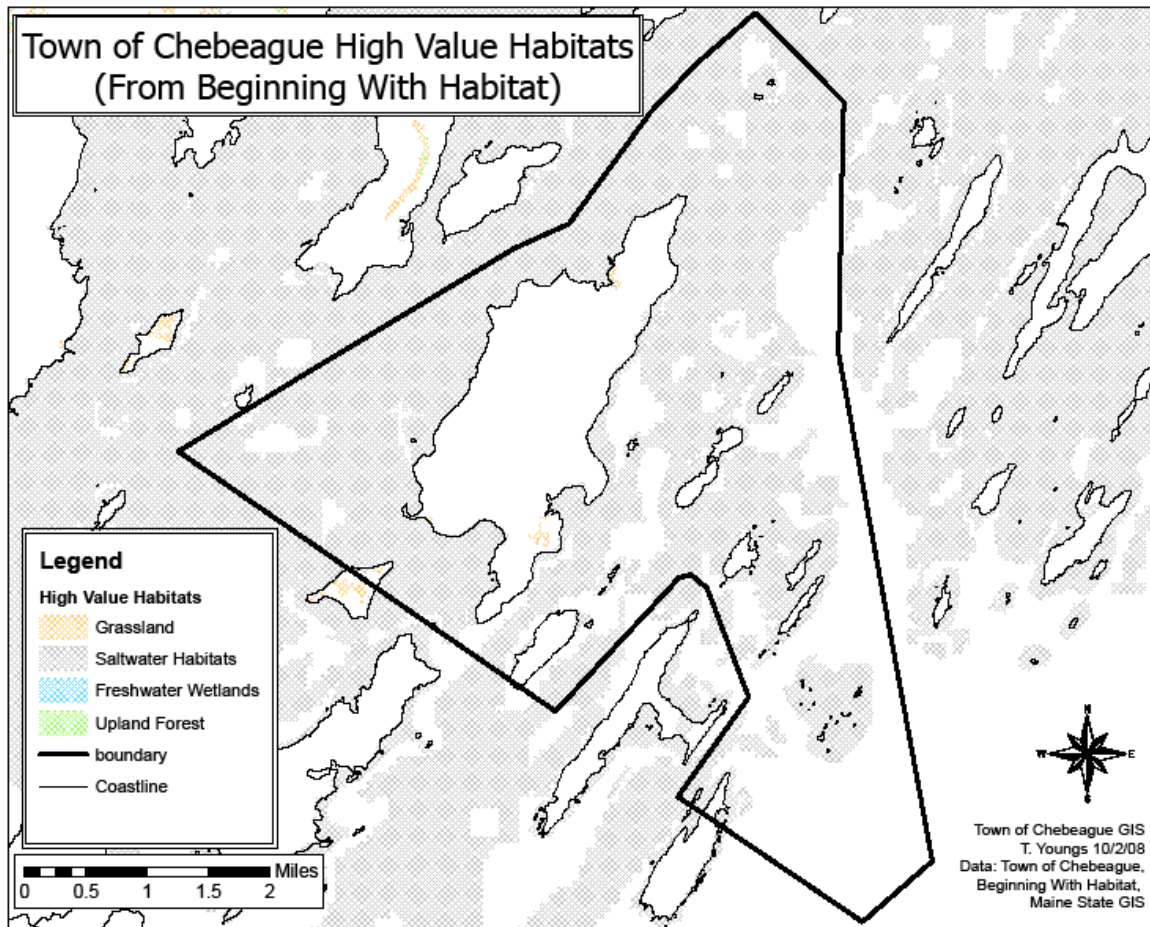 Town of Chebeague High Value Habitats
(From Beginning With Habitat)
Legend
High Value Habitats
Grassland
Saltwater Habitats
Freshwater Wetlands
Upland Forest
boundary
Coastline
Miles
0 0.5 1 1.5 2
N
W E
S
Town of Chebeague GIS
T. Youngs 10/2/08
Data: Town of Chebeague,
Beginning With Habitat,
Maine State GIS